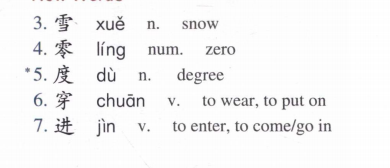 3. 雪 xuě n. snow
4. 零 líng num. zero
*5. 度 dù n. degree
6. 穿 chuān v. to wear, to put on
7. 进 jìn v. to enter, to come/go in